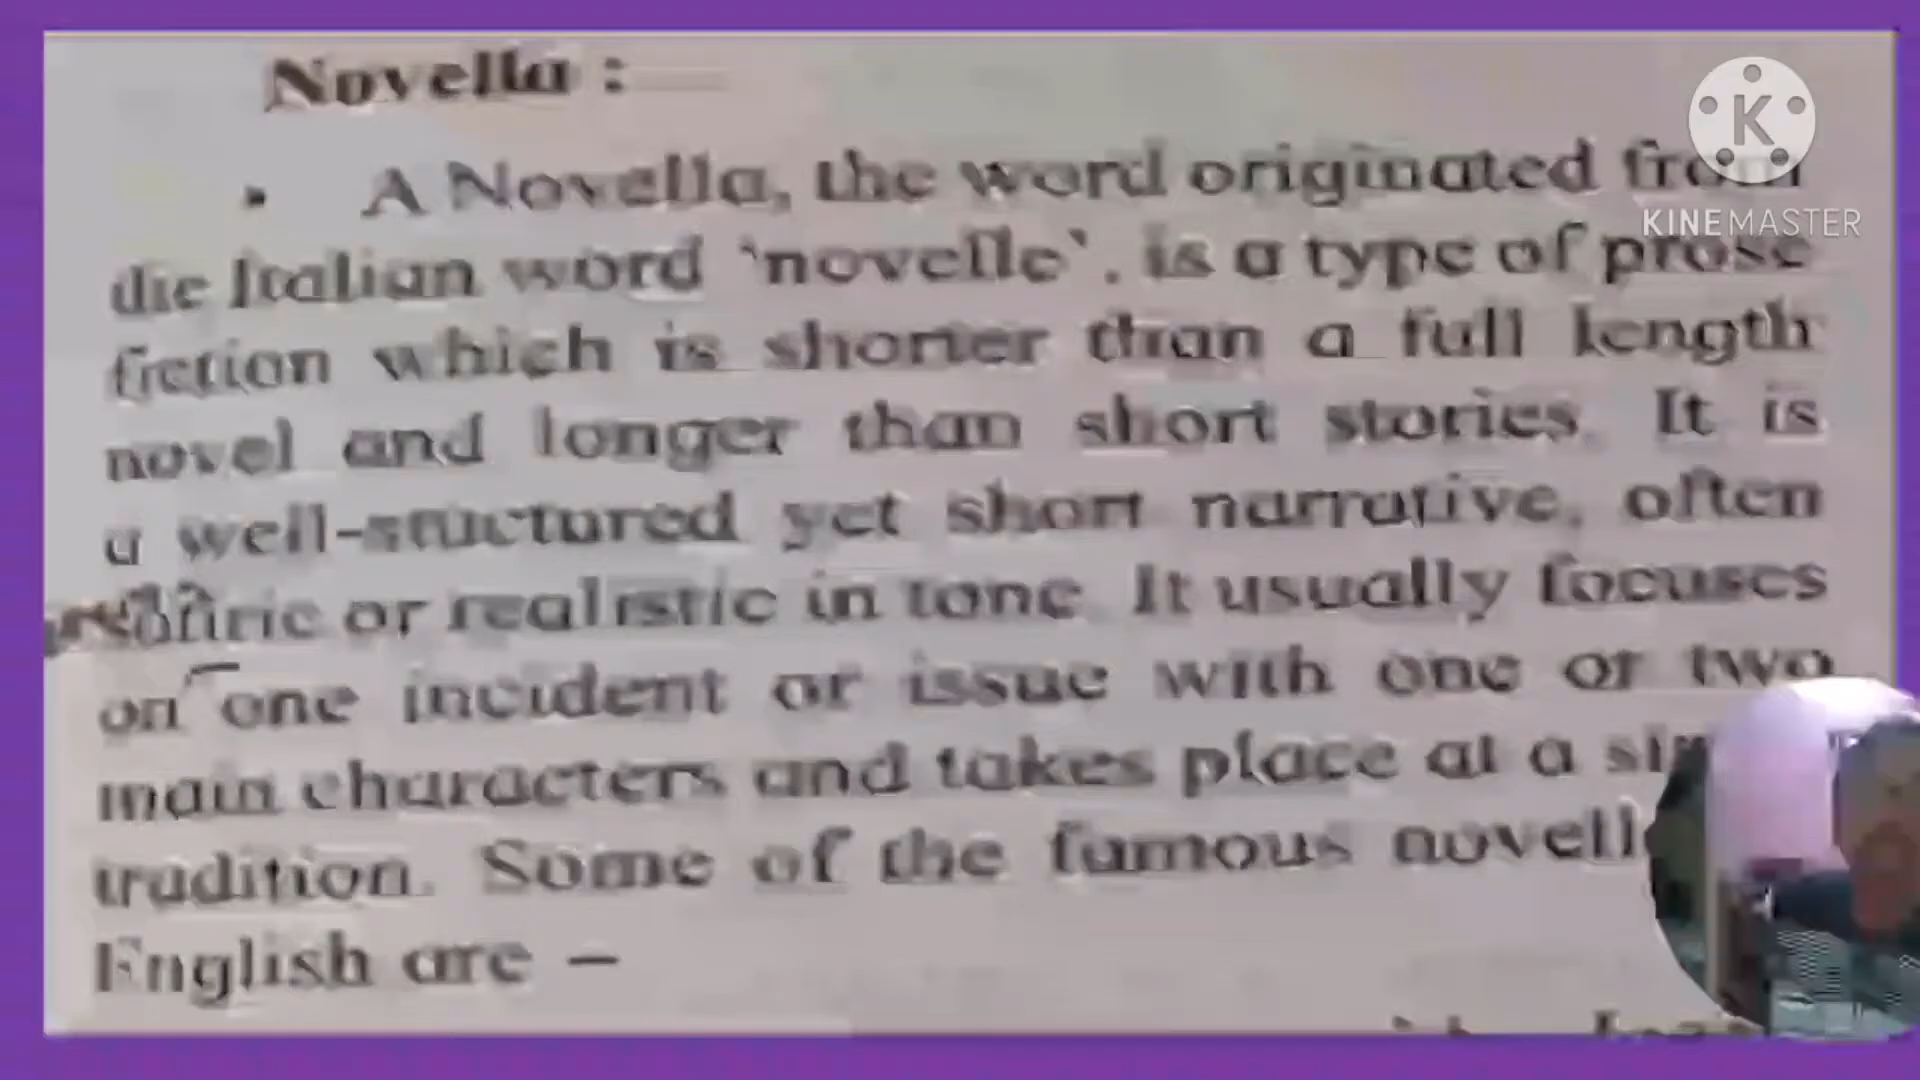 Novella :
KINEMASTER
• A Novella, the word originated from
die Italian word 'novelle'. is a type of prose
fiction which is shorter than a full length
novel and longer than short stories. It is
a well-stuctured yet short narrative, often
or realistic in tone. It usually focuses
on one incident or issue with one or two
main characters and takes place at a
tradition. Some of the famous
English are –